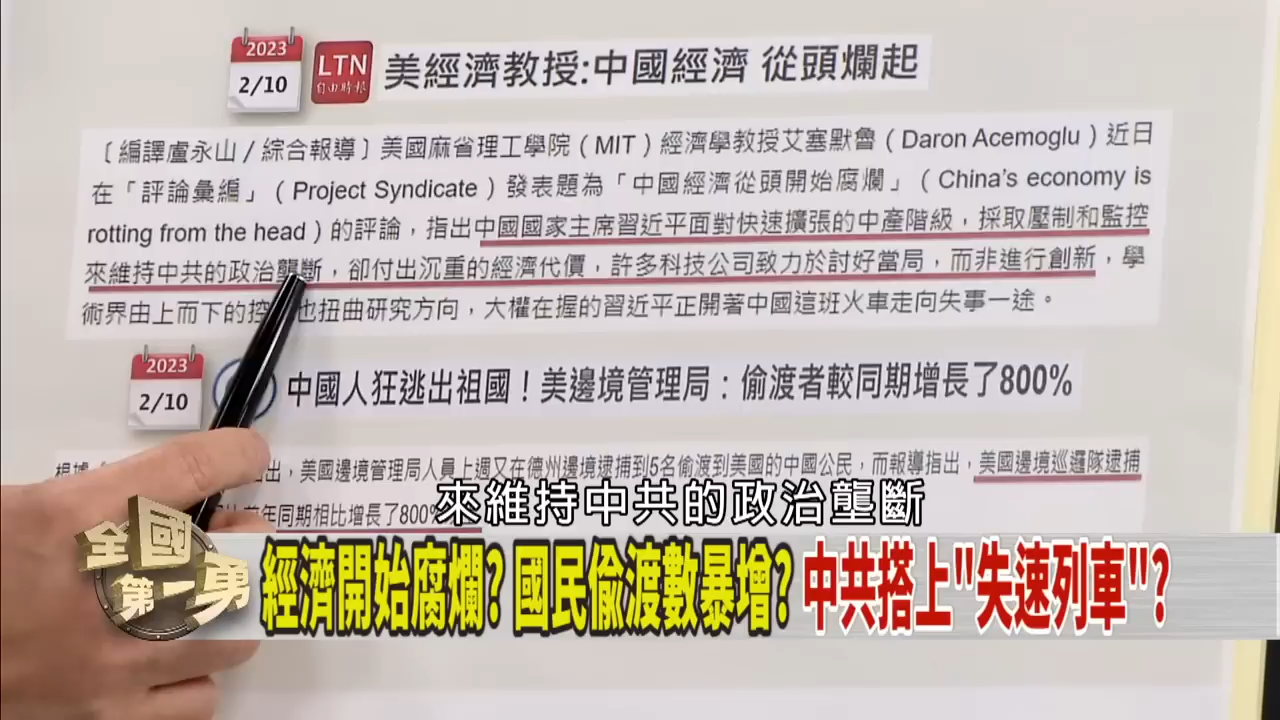 2023
2/10
LTN
自由時報
美經濟教授:中國經濟 從頭爛起
〔編譯盧永山／綜合報導〕美國麻省理工學院（MIT）經濟學教授艾塞默魯（Daron Acemoglu）近日
在「評論彙編」（Project Syndicate）發表題為「中國經濟從頭開始腐爛」（China's economy is
rotting from the head）的評論，指出中國國家主席習近平面對快速擴張的中產階級，採取壓制和監控
來維持中共的政治壟斷，卻付出沉重的經濟代價，許多科技公司致力於討好當局，而非進行創新，學
術界由上而下的控 也扭曲研究方向，大權在握的習近平正開著中國這班火車走向失事一途。
2023
2/10
中國人狂逃出祖國！美邊境管理局：偷渡者較同期增長了800%
根據 出，美國邊境管理局人員上週又在德州邊境逮捕到5名偷渡到美國的中國公民，而報導指出，美國邊境巡邏隊逮捕
年同期相比增長了800%
來維持中共的政治壟斷
全國第一勇
經濟開始腐爛？國民偷渡數暴增？中共搭上"失速列車"？